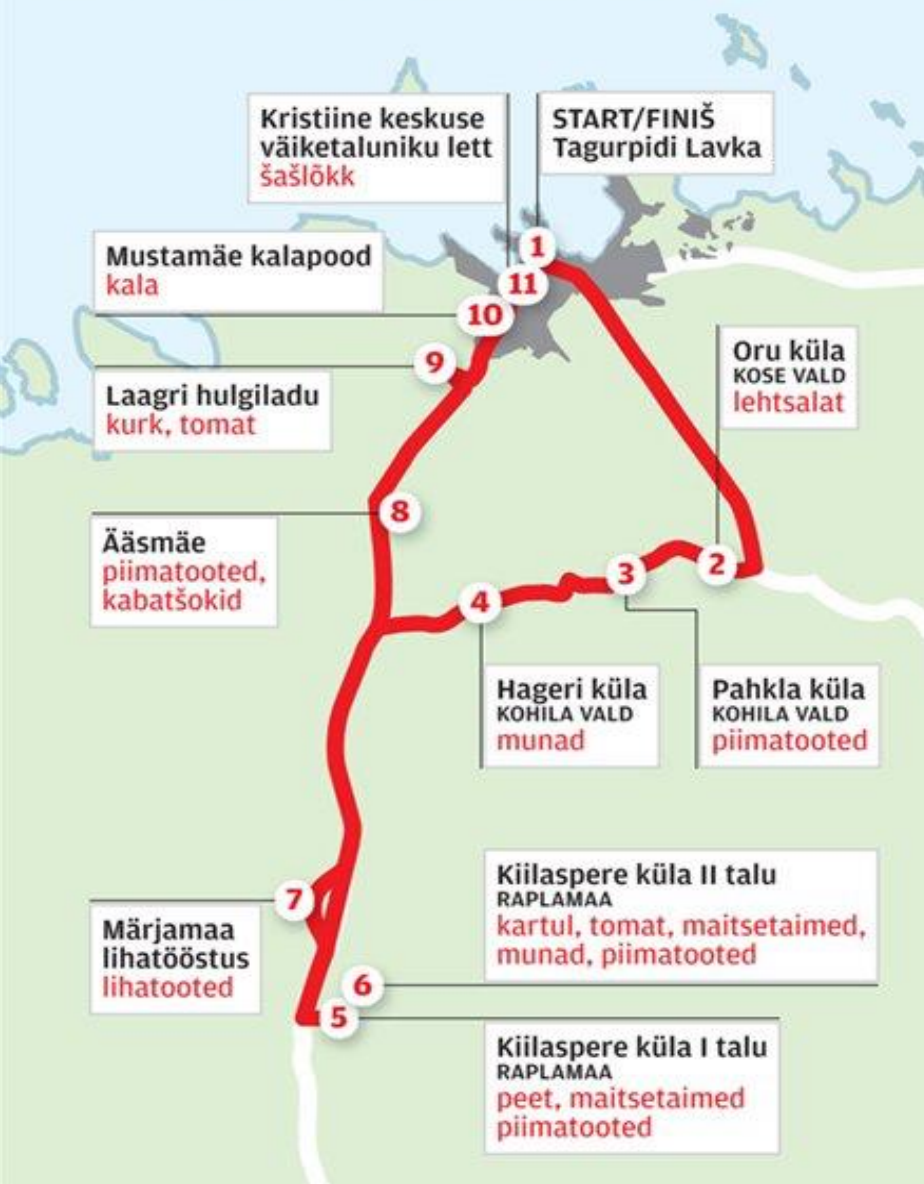 Kristiine keskuse
väiketaluniku lett
šašlõkk
START/FINIŠ
Tagurpidi Lavka
1
11
Mustamäe kalapood
kala
10
9
Laagri hulgiladu
kurk, tomat
Oru küla
KOSE VALD
lehtsalat
8
Ääsmäe
piimatooted,
kabatšokid
2
3
4
Hageri küla
KOHILA VALD
munad
Pahkla küla
KOHILA VALD
piimatooted
7
Märjamaa
lihatööstus
lihatooted
Kiilaspere küla II talu
RAPLAMAA
kartul, tomat, maitsetaimed,
munad, piimatooted
6
5
Kiilaspere küla I talu
RAPLAMAA
peet, maitsetaimed
piimatooted